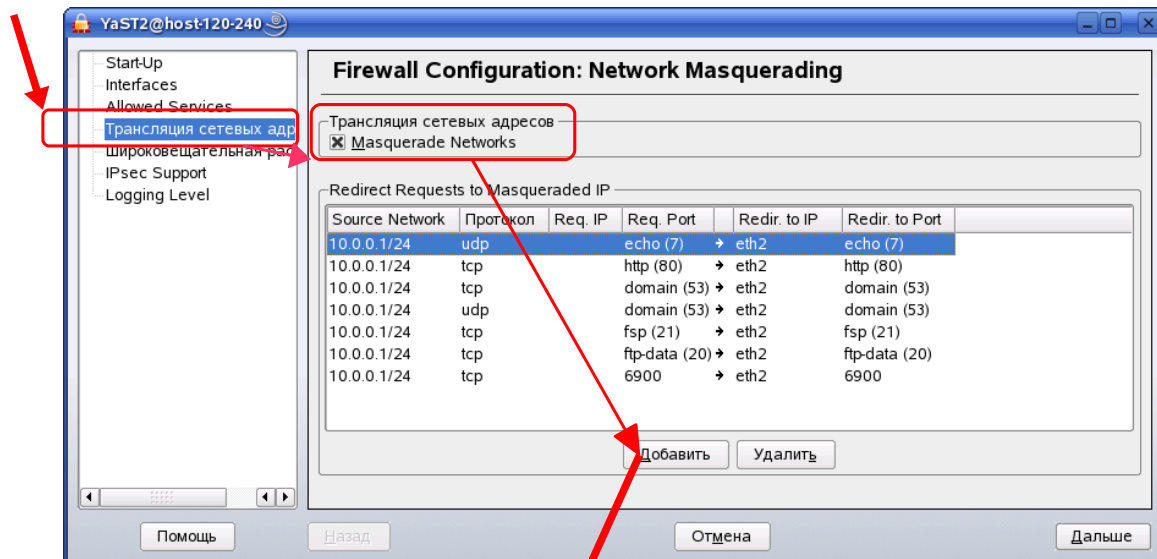 YaST2@host-120-240
Start-Up
Interfaces
Allowed Services
Трансляция сетевых адр
Широковещательная рас
IPsec Support
Logging Level
Firewall Configuration: Network Masquerading
Трансляция сетевых адресов
Masquerade Networks
Redirect Requests to Masqueraded IP
Source Network Протокол Req. IP Req. Port Redir. to IP Redir. to Port
10.0.0.1/24 udp echo (7) → eth2 echo (7)
10.0.0.1/24 tcp http (80) → eth2 http (80)
10.0.0.1/24 tcp domain (53) → eth2 domain (53)
10.0.0.1/24 udp domain (53) → eth2 domain (53)
10.0.0.1/24 tcp fsp (21) → eth2 fsp (21)
10.0.0.1/24 tcp ftp-data (20) → eth2 ftp-data (20)
10.0.0.1/24 tcp 6900 → eth2 6900
Добавить Удалить
Помощь Назад Отмена Дальше